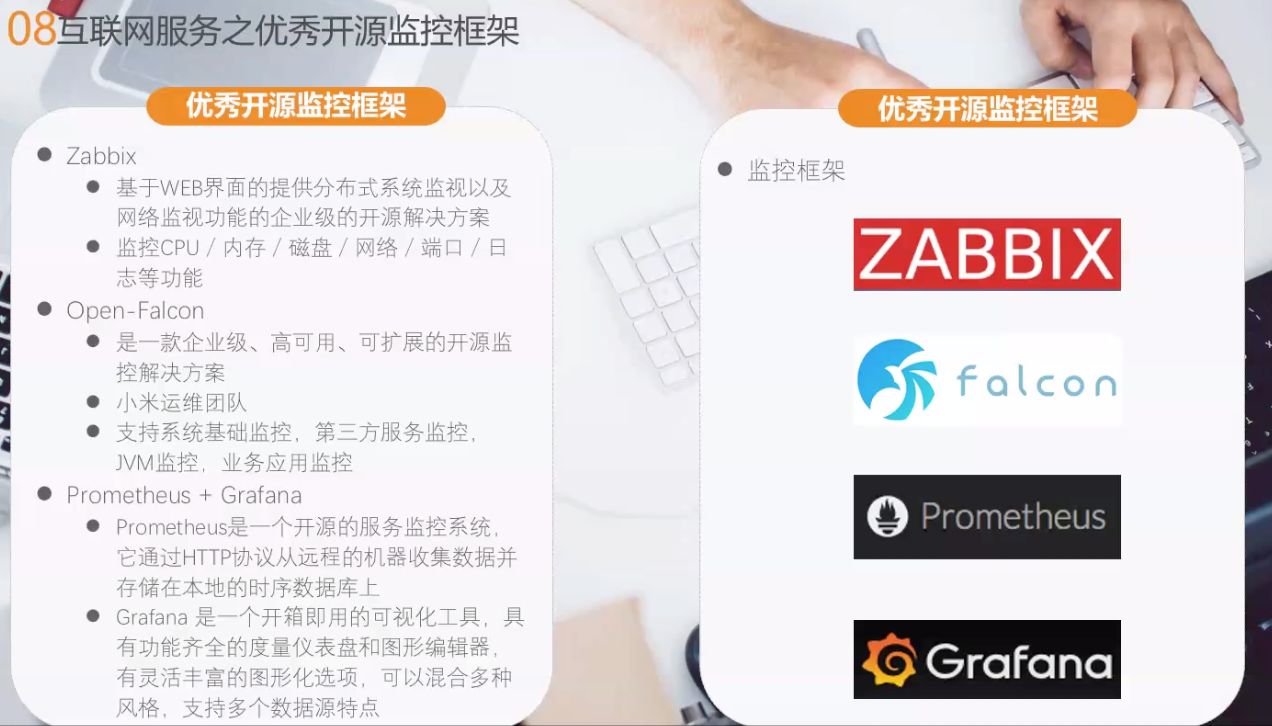 08互联网服务之优秀开源监控框架
优秀开源监控框架
Zabbix
基于WEB界面的提供分布式系统监视以及
网络监视功能的企业级的开源解决方案
监控CPU / 内存 / 磁盘 / 网络 / 端口 / 日
志等功能
Open-Falcon
是一款企业级、高可用、可扩展的开源监
控解决方案
小米运维团队
支持系统基础监控，第三方服务监控，
JVM监控，业务应用监控
Prometheus + Grafana
Prometheus是一个开源的服务监控系统，
它通过HTTP协议从远程的机器收集数据并
存储在本地的时序数据库上
Grafana 是一个开箱即用的可视化工具，具
有功能齐全的度量仪表盘和图形编辑器，
有灵活丰富的图形化选项，可以混合多种
风格，支持多个数据源特点
优秀开源监控框架
监控框架
ZABBIX
falcon
Prometheus
Grafana